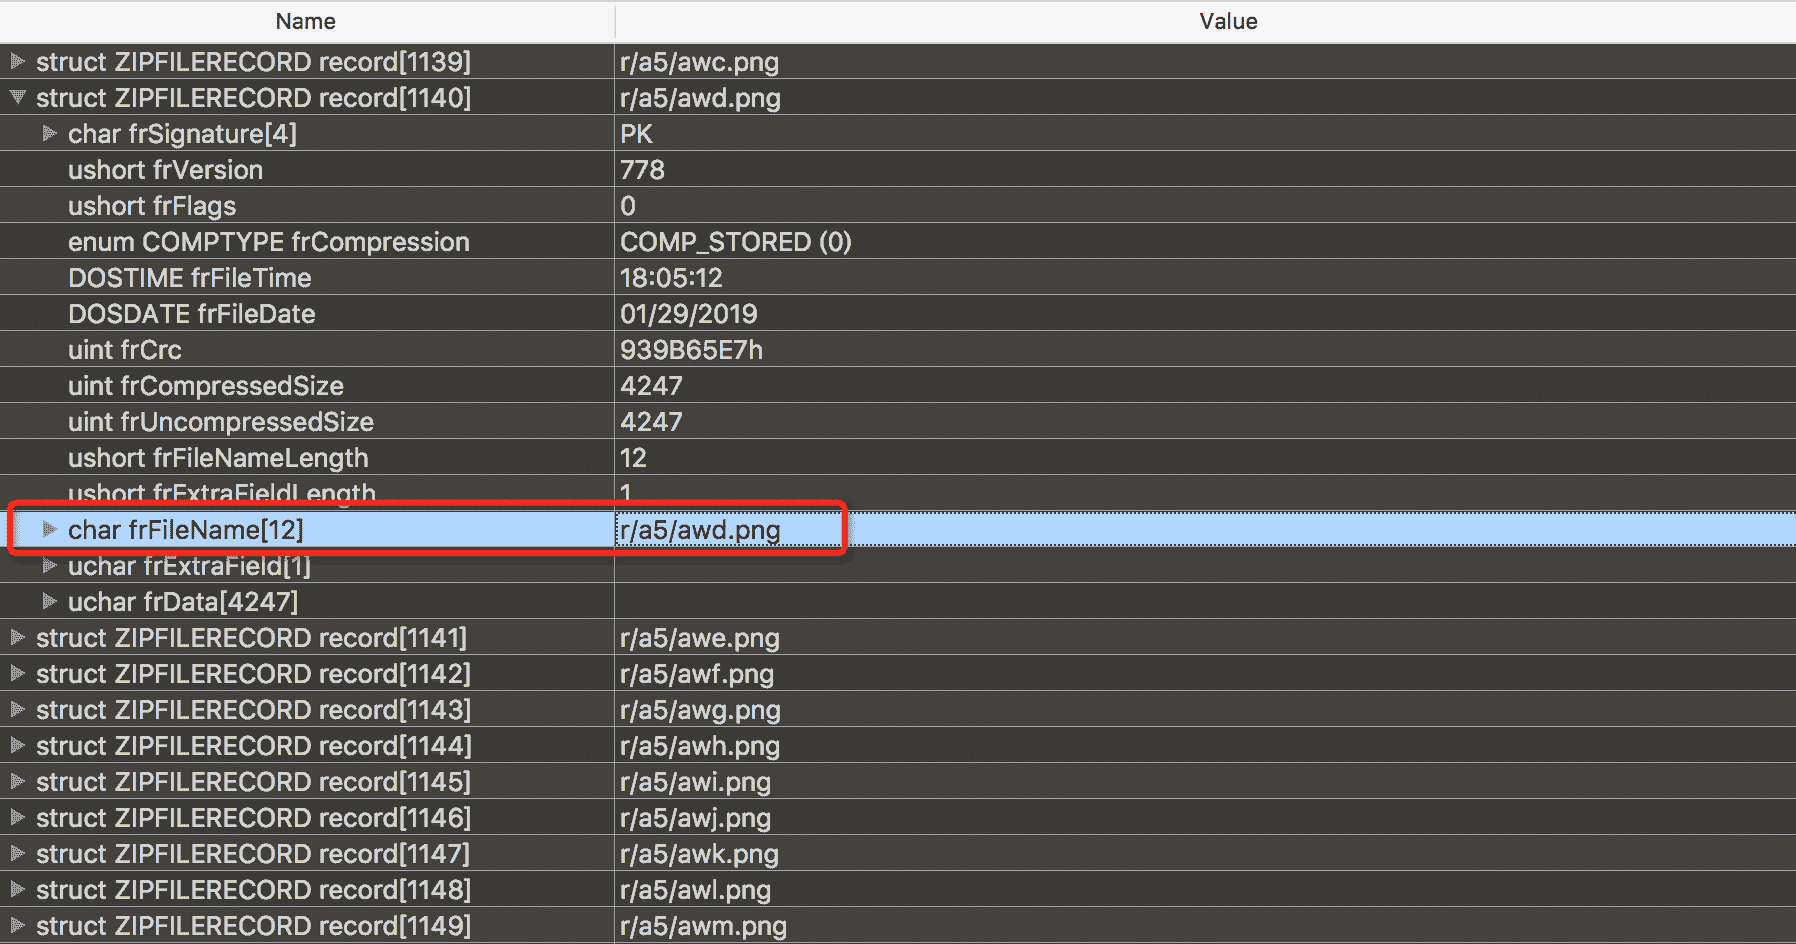 Name Value
struct ZIPFILERECORD record[1139] r/a5/awc.png
struct ZIPFILERECORD record[1140] r/a5/awd.png
char frSignature[4] PK
ushort frVersion 778
ushort frFlags 0
enum COMPTYPE frCompression COMP_STORED (0)
DOSTIME frFileTime 18:05:12
DOSDATE frFileDate 01/29/2019
uint frCrc 939B65E7h
uint frCompressedSize 4247
uint frUncompressedSize 4247
ushort frFileNameLength 12
ushort frExtraFieldLength 1
char frFileName[12] r/a5/awd.png
uchar frExtraField[1]
uchar frData[4247]
struct ZIPFILERECORD record[1141] r/a5/awe.png
struct ZIPFILERECORD record[1142] r/a5/awf.png
struct ZIPFILERECORD record[1143] r/a5/awg.png
struct ZIPFILERECORD record[1144] r/a5/awh.png
struct ZIPFILERECORD record[1145] r/a5/awi.png
struct ZIPFILERECORD record[1146] r/a5/awj.png
struct ZIPFILERECORD record[1147] r/a5/awk.png
struct ZIPFILERECORD record[1148] r/a5/awl.png
struct ZIPFILERECORD record[1149] r/a5/awm.png